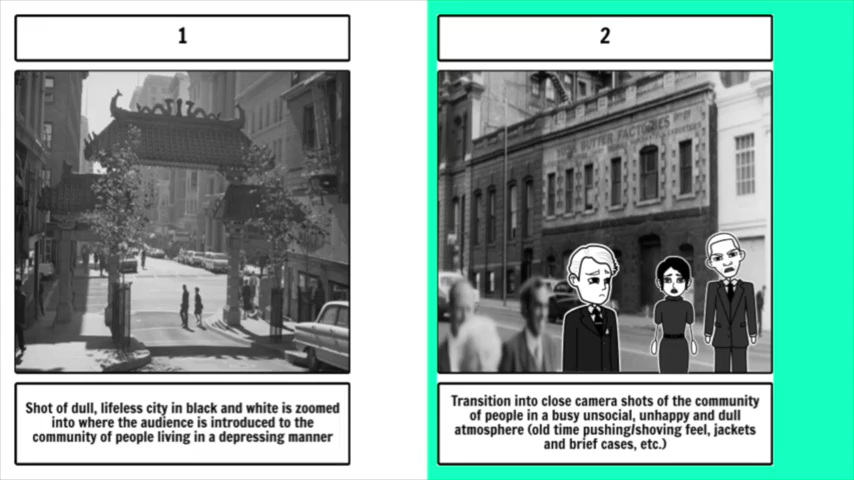 1
Shot of dull, lifeless city in black and white is zoomed
into where the audience is introduced to the
community of people living in a depressing manner
2
BUTTER FACTORIES
Transition into close camera shots of the community
of people in a busy unsocial, unhappy and dull
atmosphere (old time pushing/shoving feel, jackets
and brief cases, etc.)